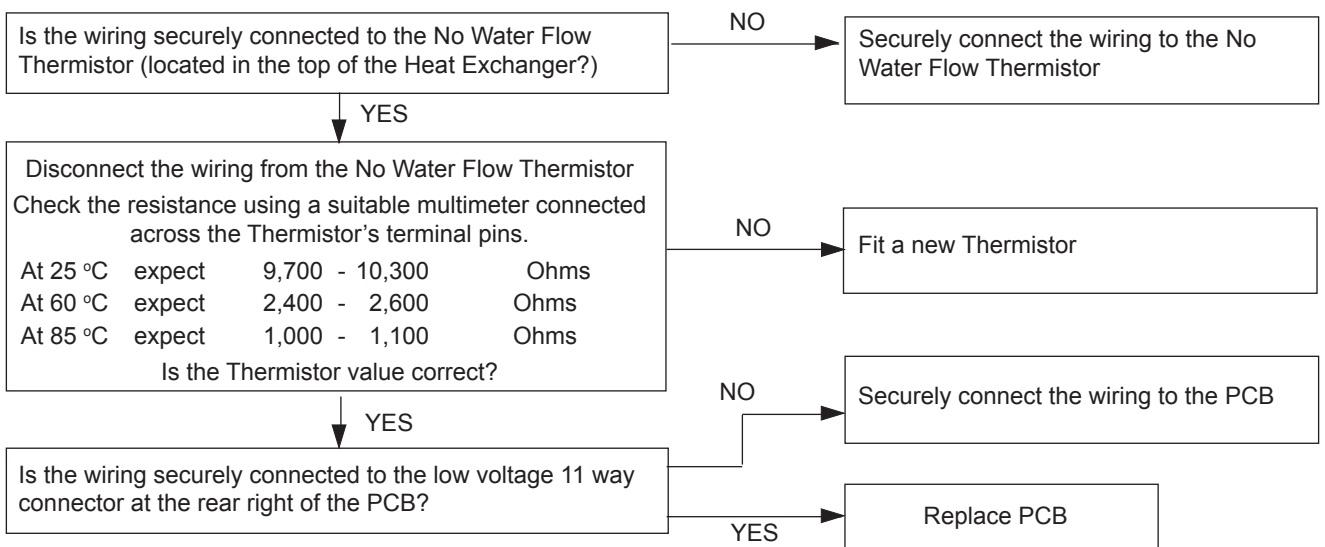 Is the wiring securely connected to the No Water Flow
Thermistor (located in the top of the Heat Exchanger?)
NO
Securely connect the wiring to the No
Water Flow Thermistor
YES
Disconnect the wiring from the No Water Flow Thermistor
Check the resistance using a suitable multimeter connected
across the Thermistor’s terminal pins.
At 25 ºC expect 9,700 - 10,300 Ohms
At 60 ºC expect 2,400 - 2,600 Ohms
At 85 ºC expect 1,000 - 1,100 Ohms
Is the Thermistor value correct?
NO
Fit a new Thermistor
YES
Is the wiring securely connected to the low voltage 11 way
connector at the rear right of the PCB?
NO
Securely connect the wiring to the PCB
YES
Replace PCB